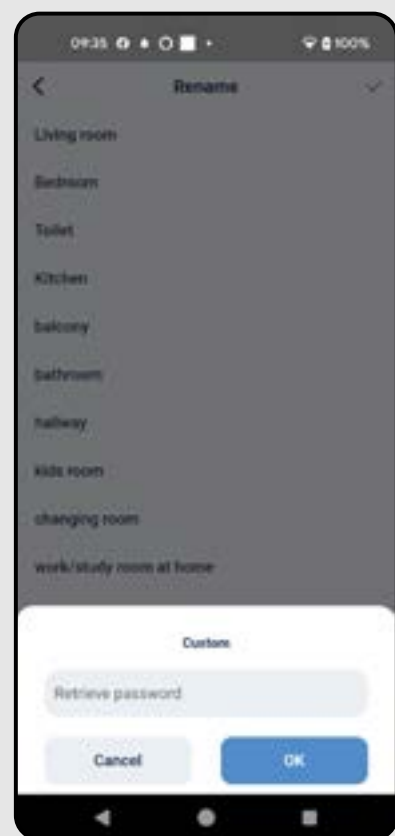 09:35 100%
Rename
Living room
Bedroom
Toilet
Kitchen
balcony
bathroom
hallway
kids room
changing room
work/study room at home
Custom
Retrieve password
Cancel OK